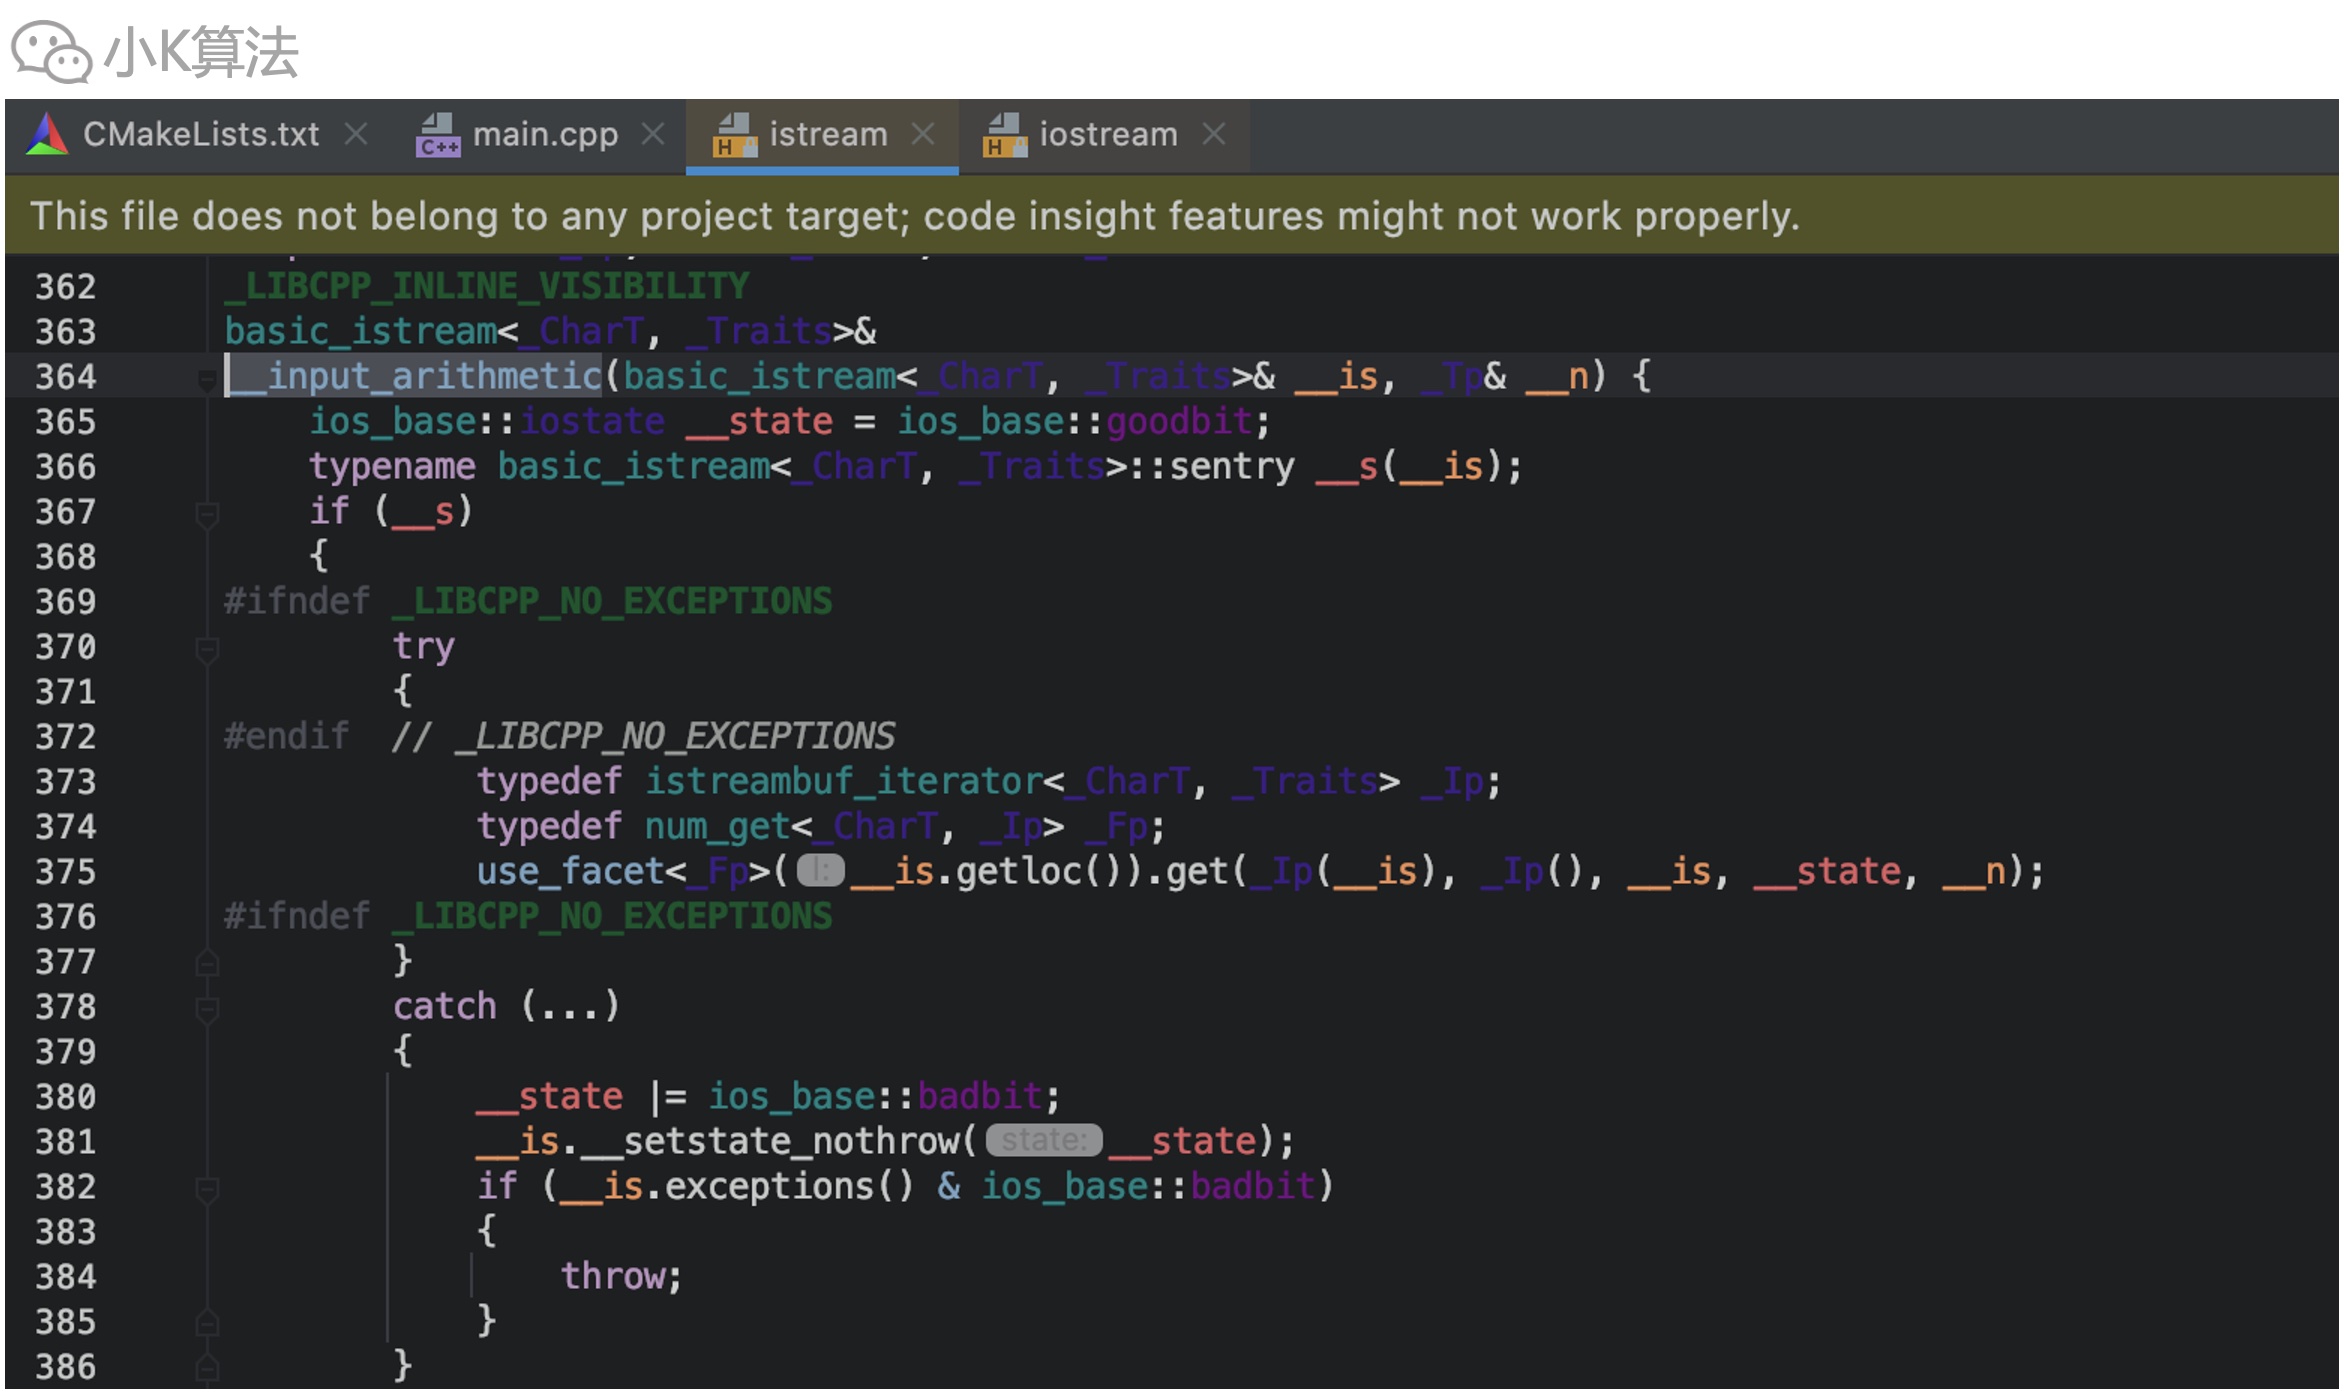 小K算法
CMakeLists.txt main.cpp istream iostream
This file does not belong to any project target; code insight features might not work properly.
362 _LIBCPP_INLINE_VISIBILITY
363 basic_istream<_CharT, _Traits>&
364 __input_arithmetic(basic_istream<_CharT, _Traits>& __is, _Tp& __n) {
365     ios_base::iostate __state = ios_base::goodbit;
366     typename basic_istream<_CharT, _Traits>::sentry __s(__is);
367     if (__s)
368     {
369 #ifndef _LIBCPP_NO_EXCEPTIONS
370         try
371         {
372 #endif  // _LIBCPP_NO_EXCEPTIONS
373             typedef istreambuf_iterator<_CharT, _Traits> _Ip;
374             typedef num_get<_CharT, _Ip> _Fp;
375             use_facet<_Fp>( l: __is.getloc()).get(_Ip(__is), _Ip(), __is, __state, __n);
376 #ifndef _LIBCPP_NO_EXCEPTIONS
377         }
378         catch (...)
379         {
380             __state |= ios_base::badbit;
381             __is.__setstate_nothrow( state: __state);
382             if (__is.exceptions() & ios_base::badbit)
383             {
384                 throw;
385             }
386         }